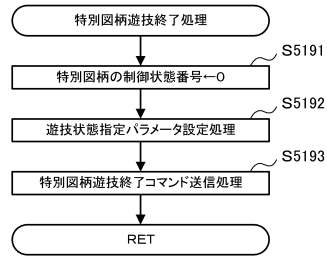 特別図柄遊技終了処理
S5191
特別図柄の制御状態番号←0
S5192
遊技状態指定パラメータ設定処理
S5193
特別図柄遊技終了コマンド送信処理
RET